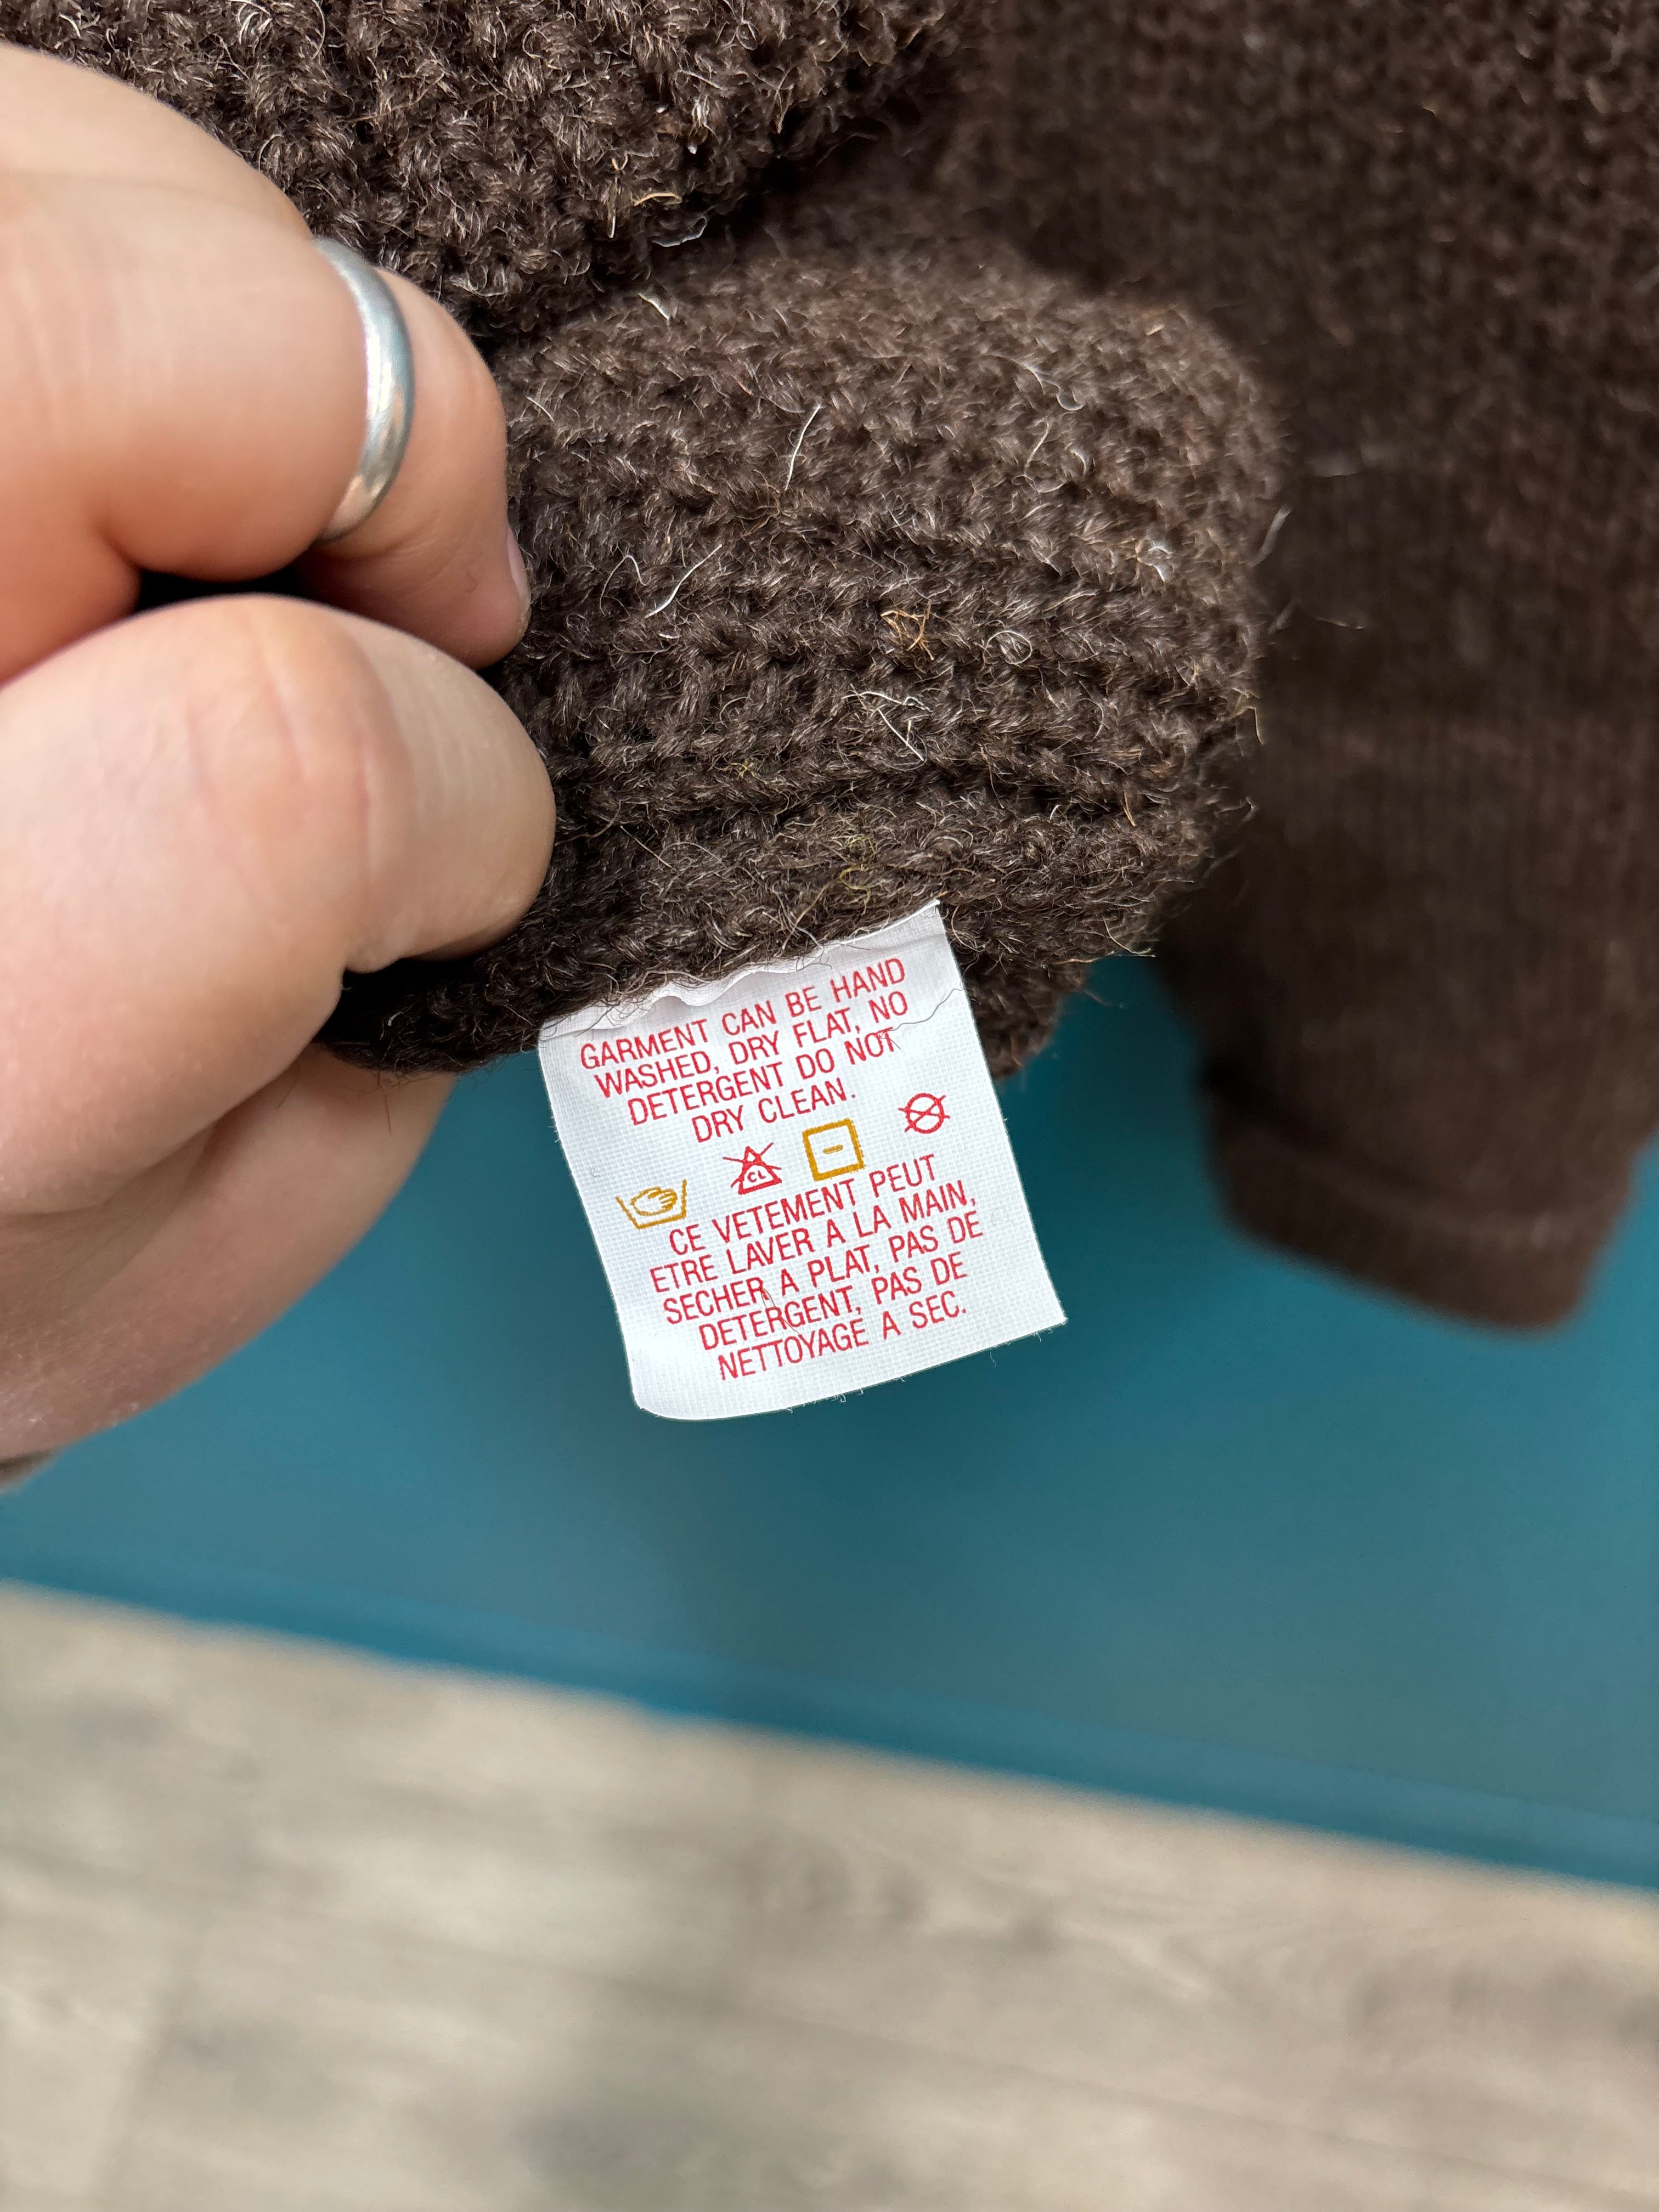 GARMENT CAN BE HAND
WASHED, DRY FLAT, NO
DETERGENT DO NOT
DRY CLEAN.
CL
CE VETEMENT PEUT
ETRE LAVER A LA MAIN,
SECHER A PLAT, PAS DE
DETERGENT, PAS DE
NETTOYAGE A SEC.